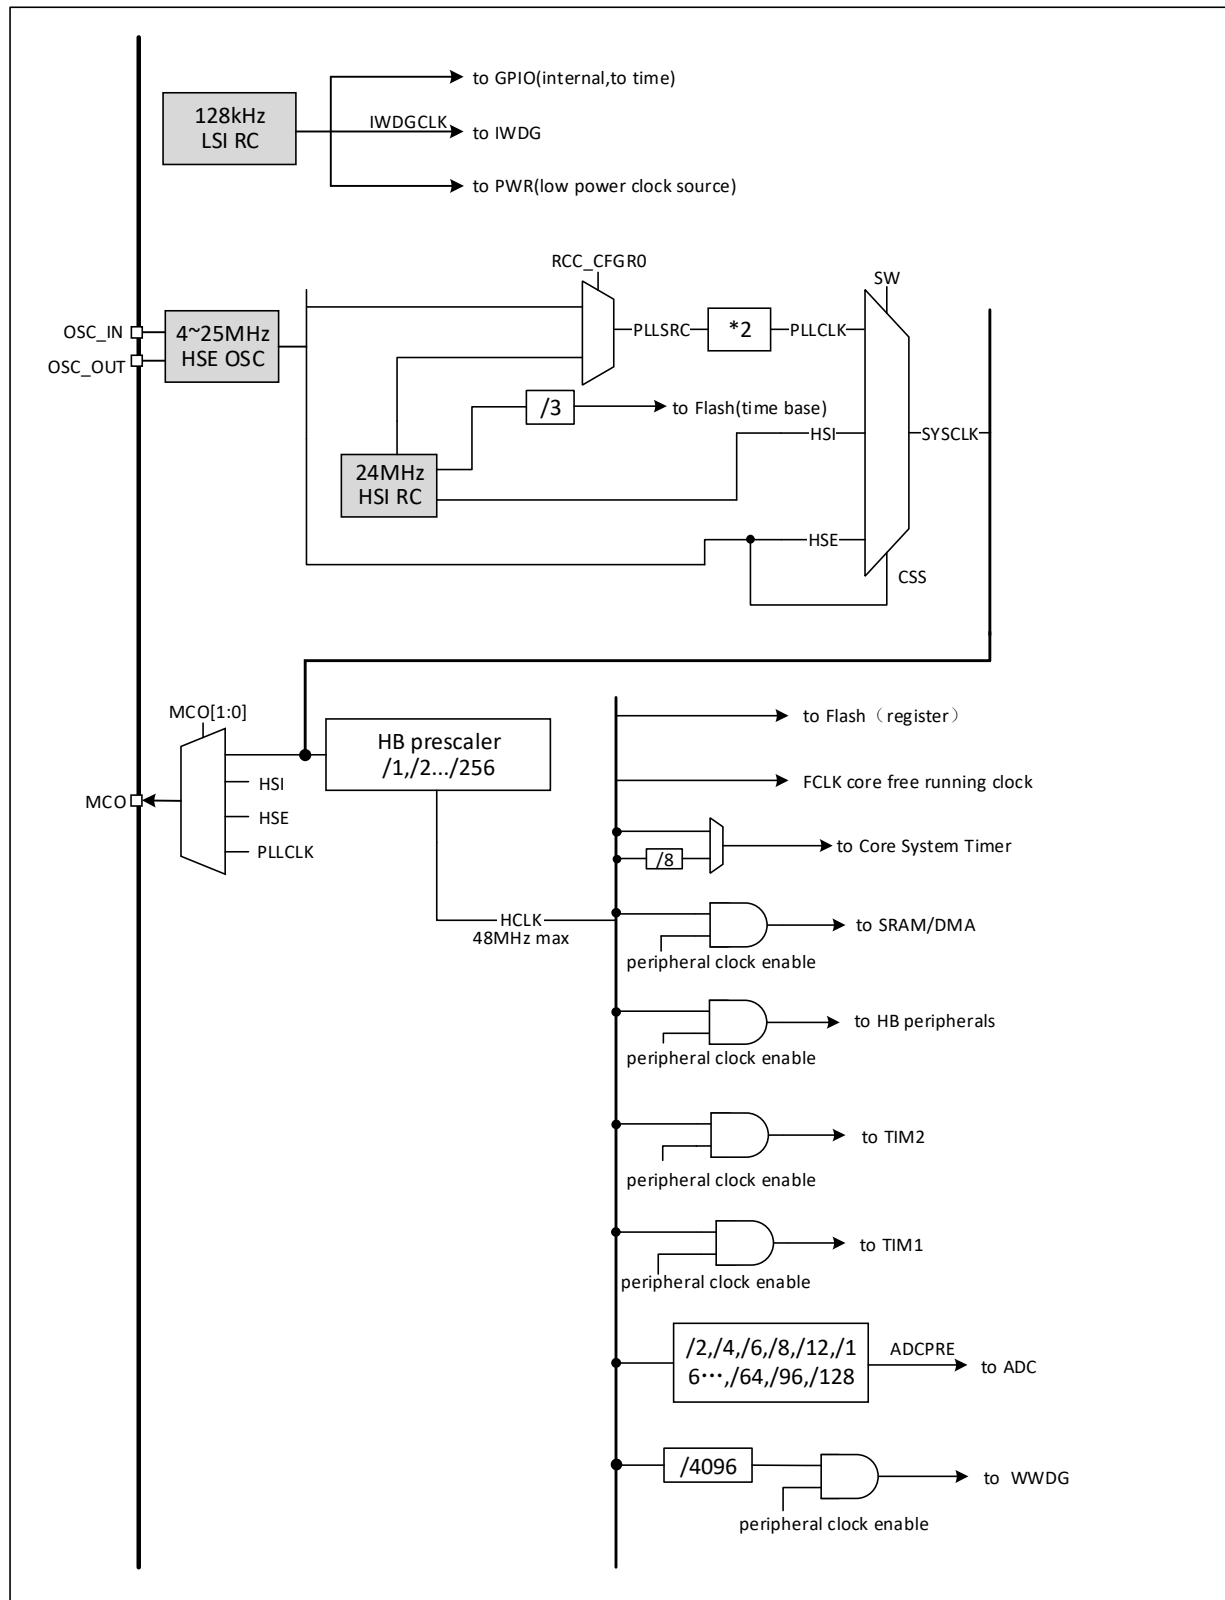 to GPIO(internal,to time)
128kHz
LSI RC
IWDGCLK
to IWDG
to PWR(low power clock source)
RCC_CFGR0
SW
OSC_IN
OSC_OUT
4~25MHz
HSE OSC
PLLSRC
*2
PLLCLK
/3
to Flash(time base)
HSI
SYSCLK
24MHz
HSI RC
HSE
CSS
MCO[1:0]
HB prescaler
/1,/2.../256
HSI
HSE
PLLCLK
MCO
to Flash（register）
FCLK core free running clock
/8
to Core System Timer
HCLK
48MHz max
to SRAM/DMA
peripheral clock enable
to HB peripherals
peripheral clock enable
to TIM2
peripheral clock enable
to TIM1
peripheral clock enable
/2,/4,/6,/8,/12,/1
6⋯,/64,/96,/128
ADCPRE
to ADC
/4096
to WWDG
peripheral clock enable